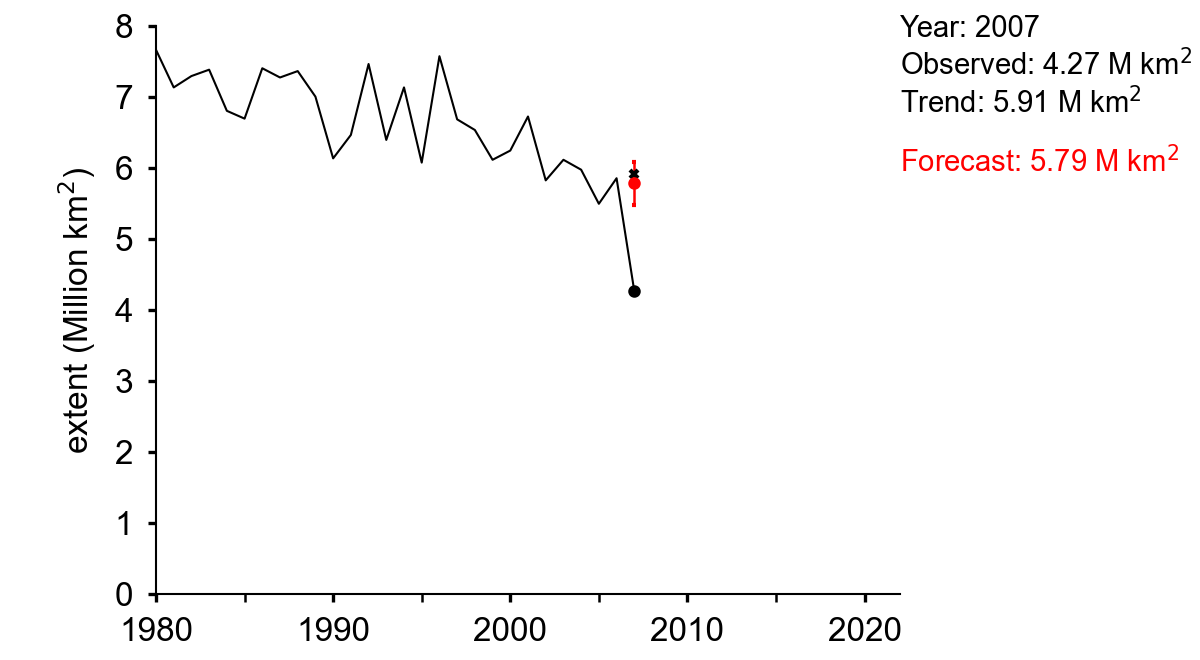 Year: 2007
Observed: 4.27 M km²
Trend: 5.91 M km²
Forecast: 5.79 M km²
extent (Million km²)
8
7
6
5
4
3
2
1
0
1980 1990 2000 2010 2020